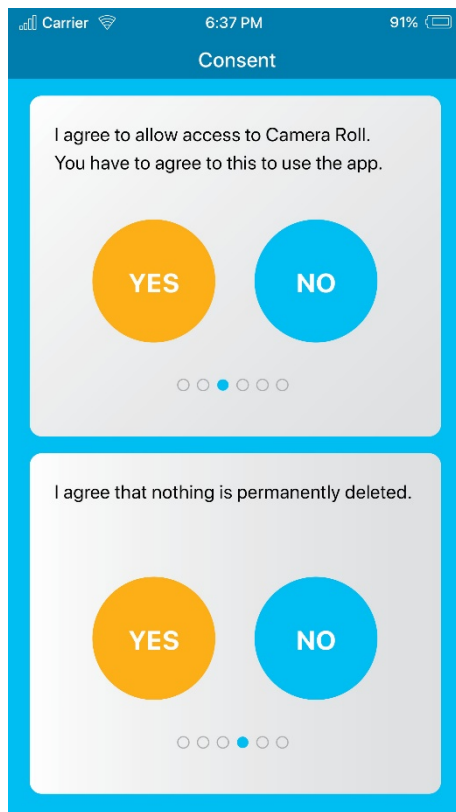 Carrier 6:37 PM 91%
Consent
I agree to allow access to Camera Roll.
You have to agree to this to use the app.
YES NO
I agree that nothing is permanently deleted.
YES NO